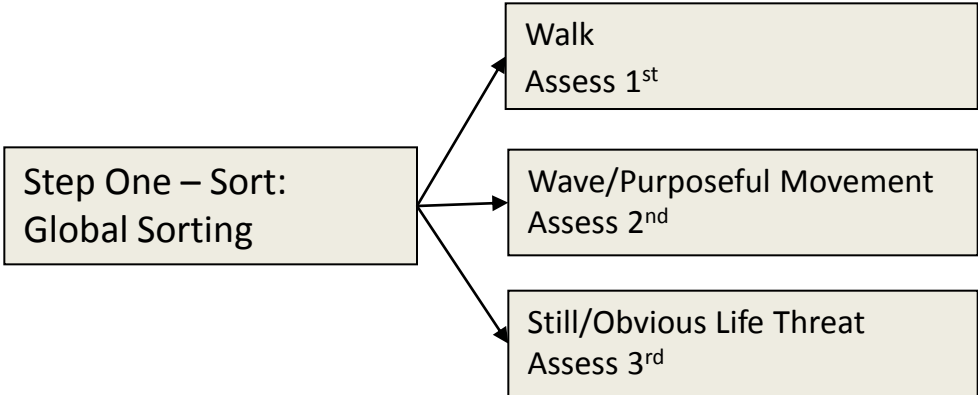 Step One – Sort:
Global Sorting
Walk
Assess 1st
Wave/Purposeful Movement
Assess 2nd
Still/Obvious Life Threat
Assess 3rd